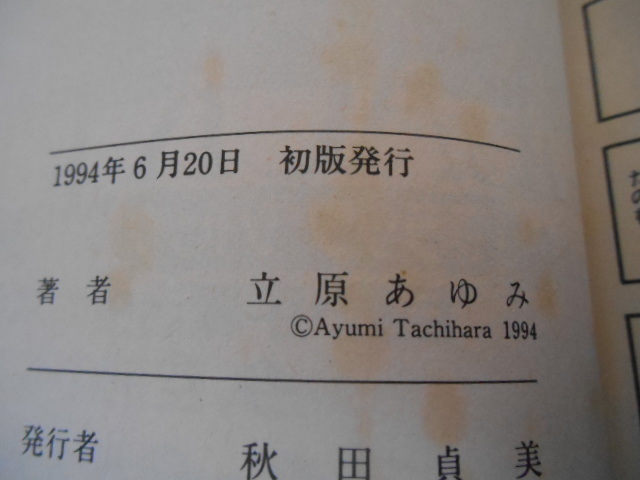 1994年6月20日 初版発行
著者 立原あゆみ
©Ayumi Tachihara 1994
発行者 秋田貞美